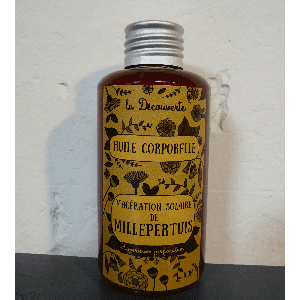 la Découverte
HUILE CORPORELLE
MACÉRATION SOLAIRE
DE
MILLEPERTUIS